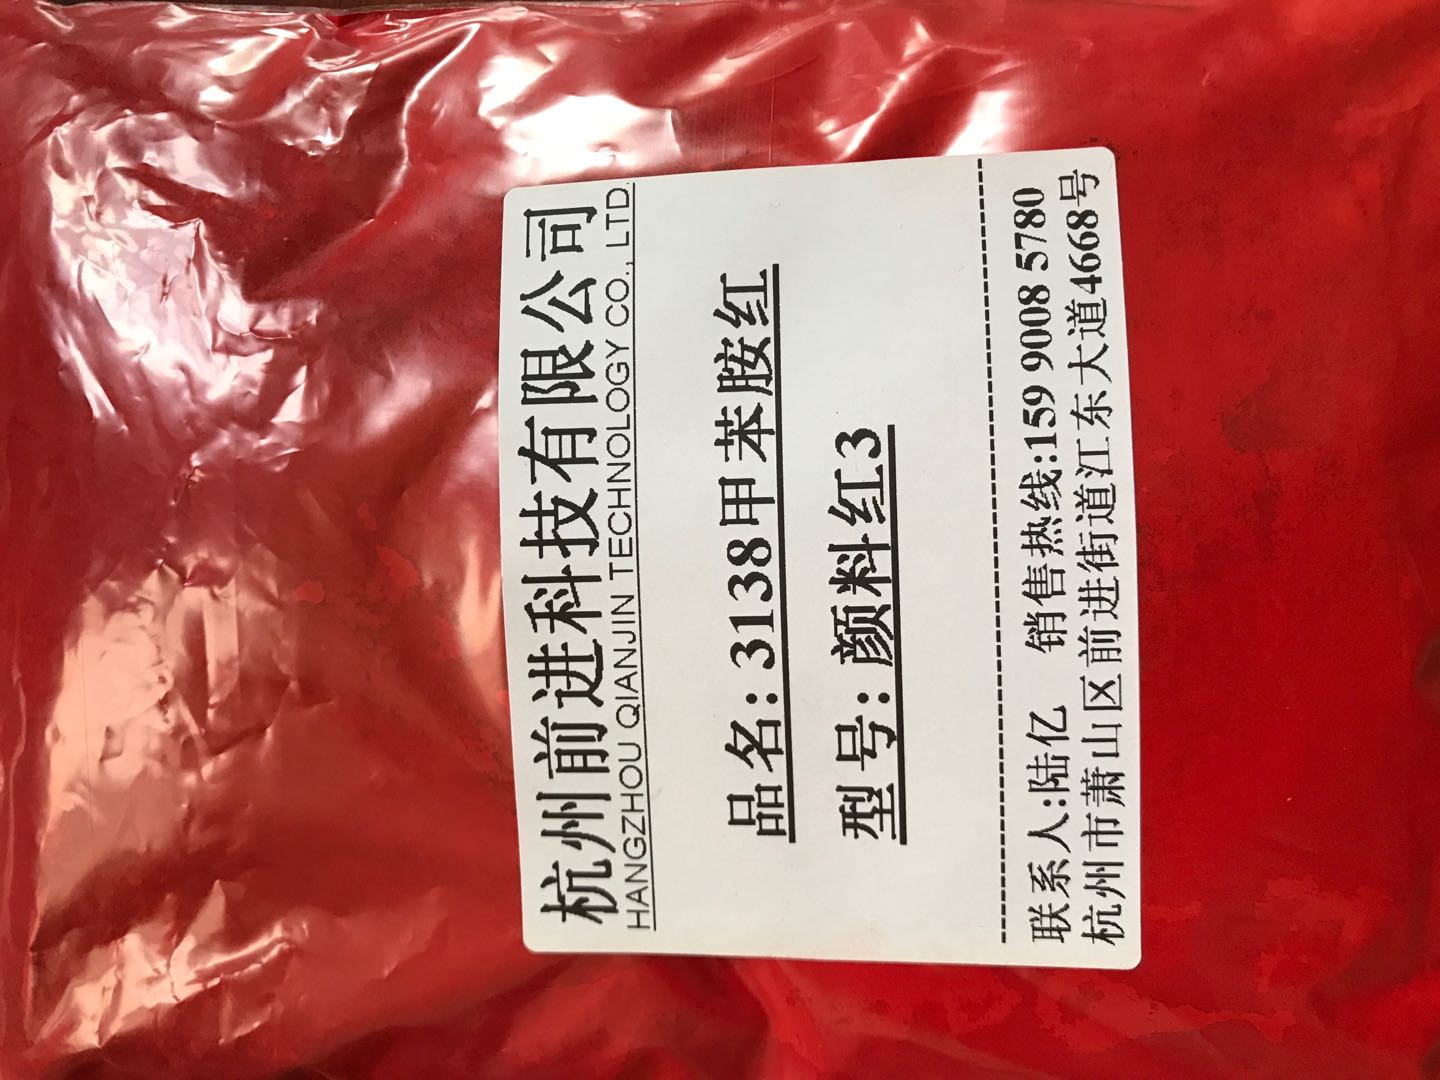 杭州前进科技有限公司
HANGZHOU QIANJIN TECHNOLOGY CO., LTD.
品名: 3138甲苯胺红
型号: 颜料红3
联系人:陆亿 销售热线:159 9008 5780
杭州市萧山区前进街道江东大道4668号